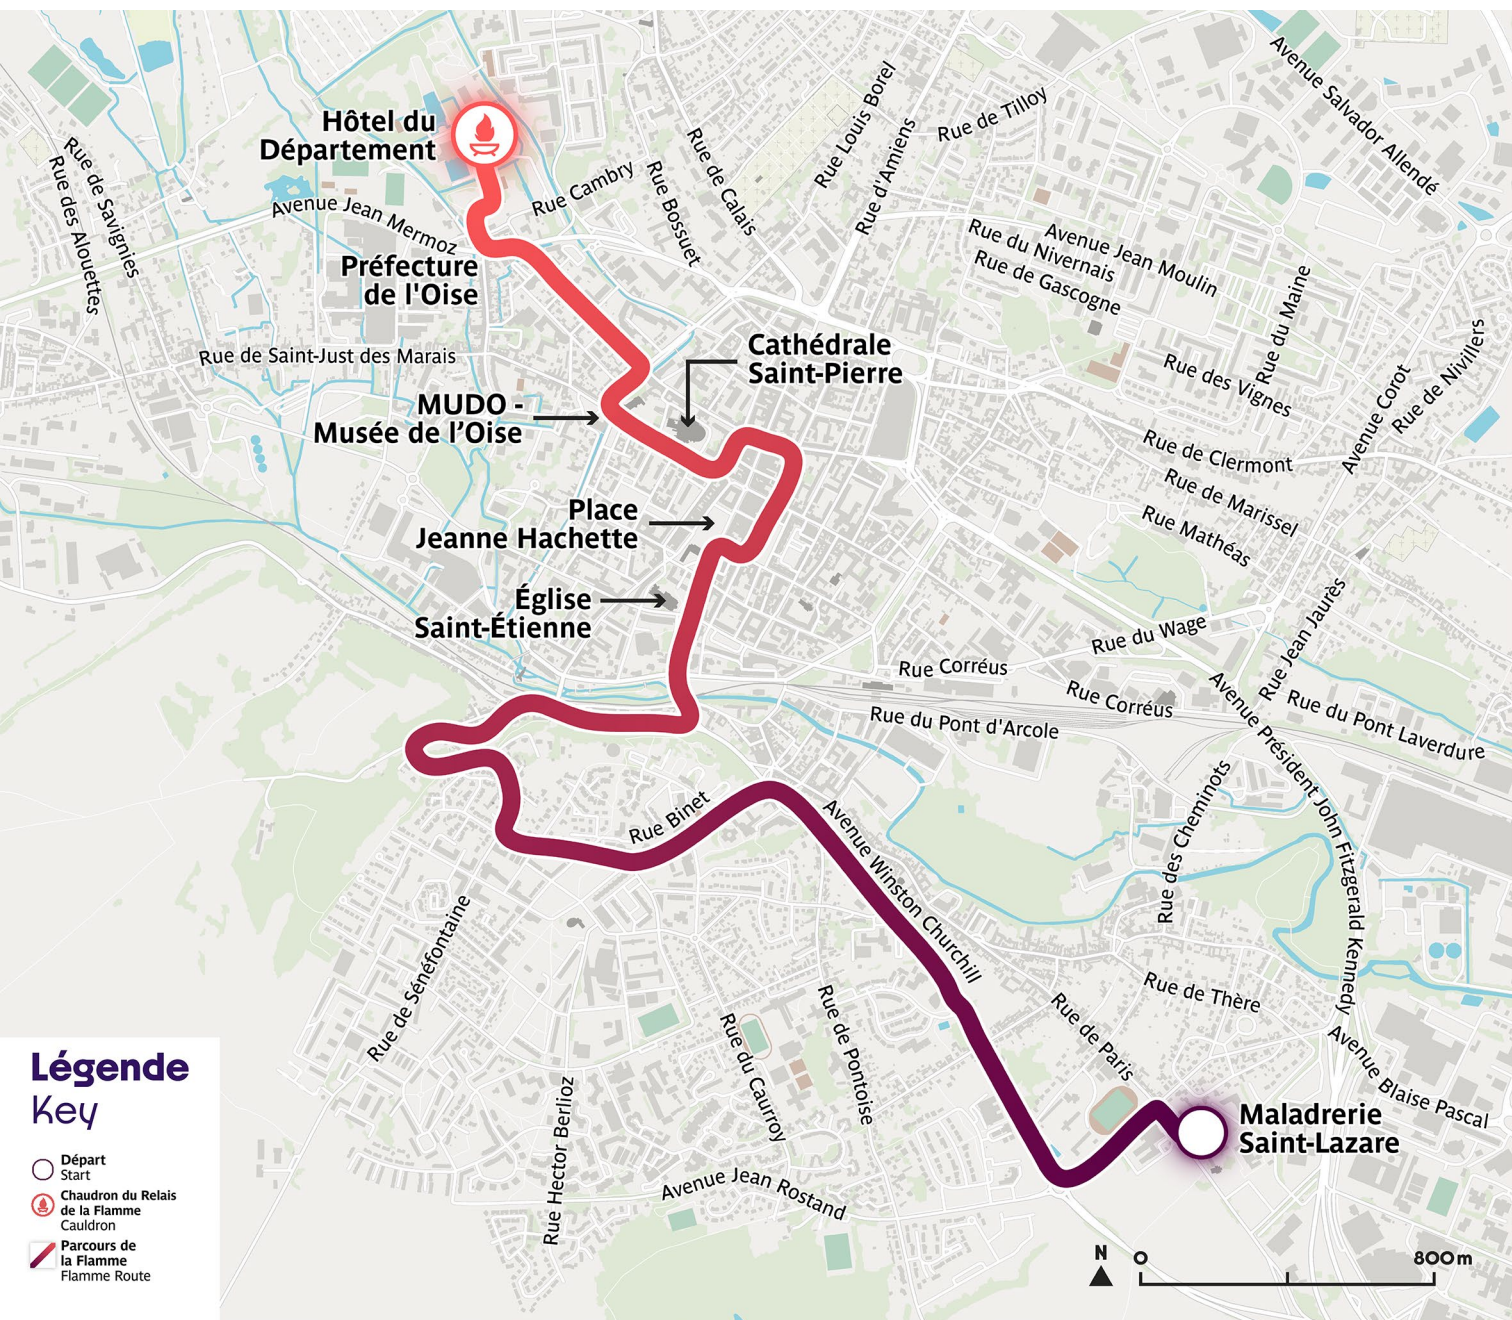 Avenue Salvador Allendé
Rue Louis Borel
Rue de Tilloy
Hôtel du
Département
Rue de Savignies
Rue des Alouettes
Rue de Calais
Rue d'Amiens
Rue Cambry
Rue Bossuet
Avenue Jean Mermoz
Avenue Jean Moulin
Rue du Nivernais
Rue de Gascogne
Préfecture
de l'Oise
Rue du Maine
Rue de Nivillers
Cathédrale
Saint-Pierre
Rue de Saint-Just des Marais
Rue des Vignes
Avenue Corot
MUDO -
Musée de l’Oise
Rue de Clermont
Rue de Marissel
Rue Mathéas
Place
Jeanne Hachette
Église
Saint-Étienne
Rue Jean Jaurès
Rue du Wage
Rue Corréus
Rue Corréus
Avenue Président John Fitzgerald Kennedy
Rue du Pont Laverdure
Rue du Pont d'Arcole
Rue des Cheminots
Rue Binet
Avenue Winston Churchill
Rue de Sénéfontaine
Rue de Thère
Rue de Paris
Rue de Pontoise
Rue du Caurroy
Avenue Blaise Pascal
Rue Hector Berlioz
Maladrerie
Saint-Lazare
Avenue Jean Rostand
Légende
Key
Départ
Start
Chaudron du Relais
de la Flamme
Cauldron
Parcours de
la Flamme
Flamme Route
N 0 800m